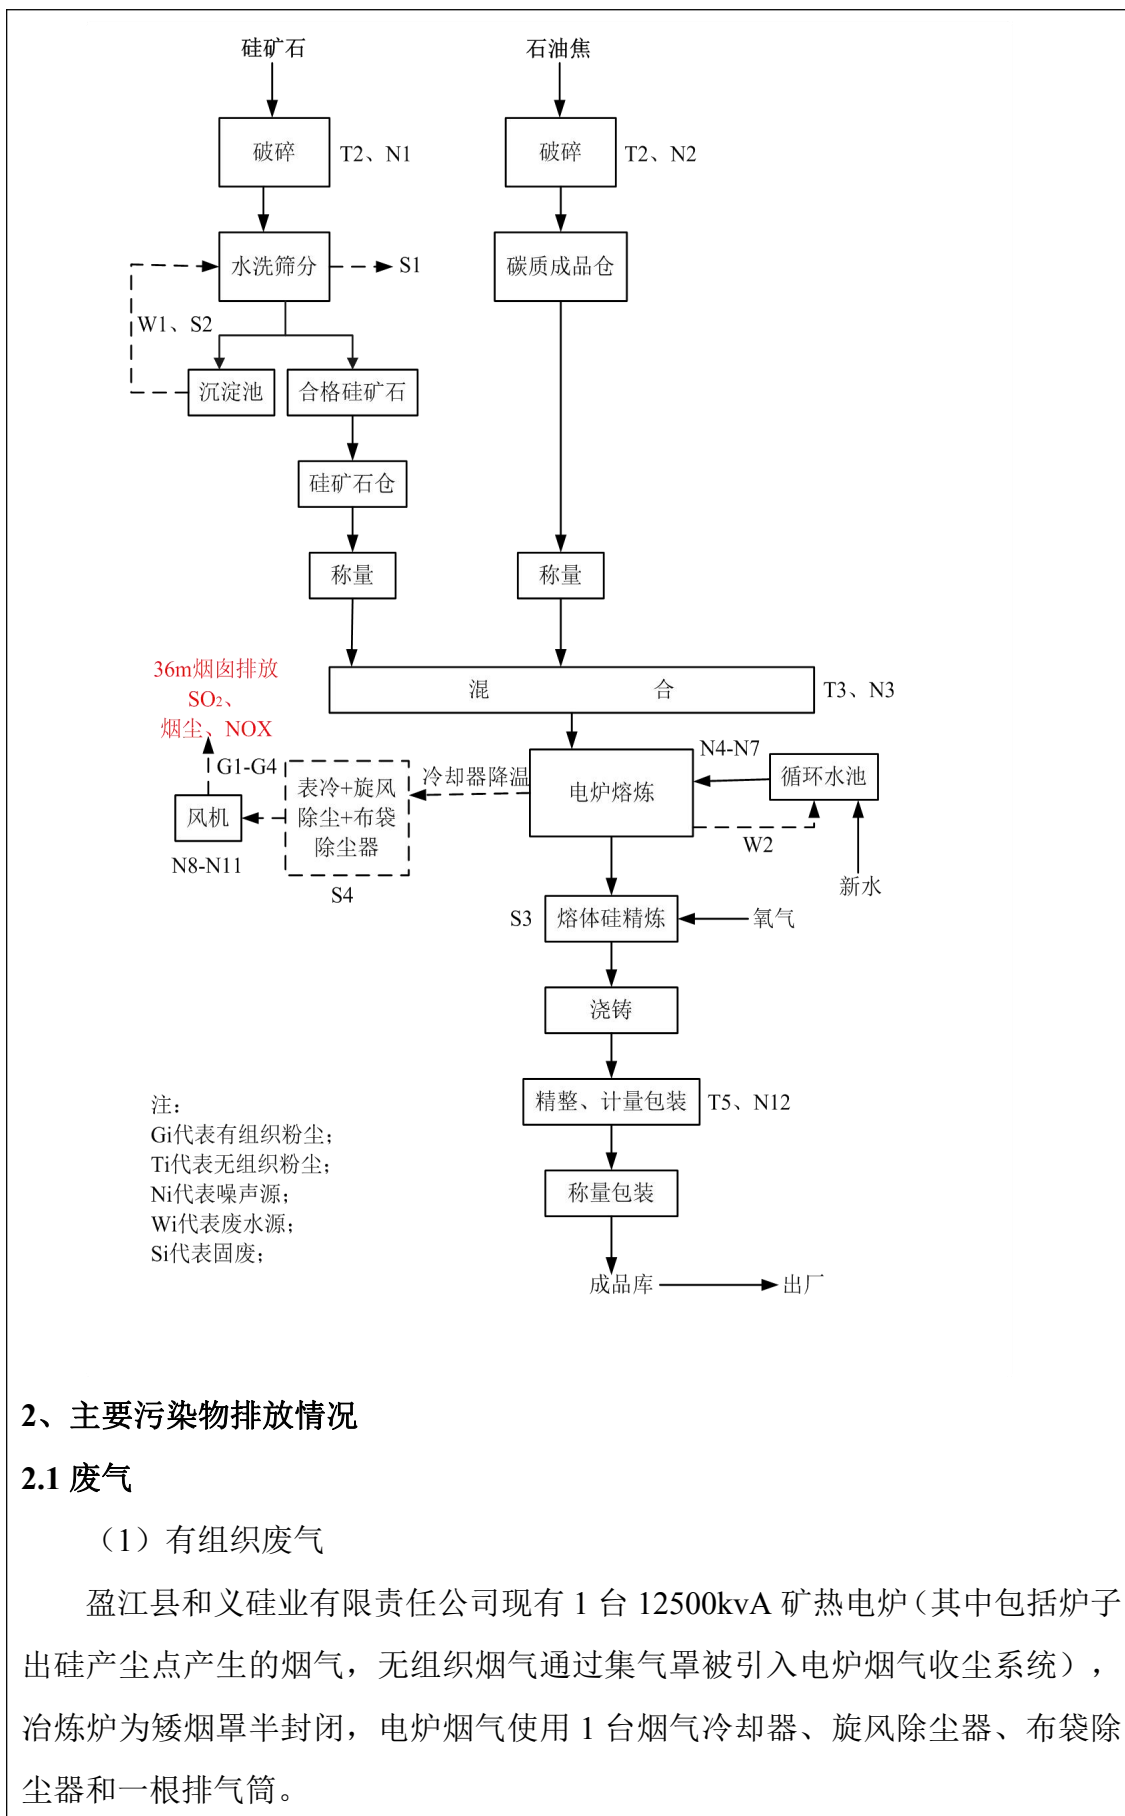 硅矿石
石油焦
破碎
T2、N1
破碎
T2、N2
水洗筛分
S1
碳质成品仓
W1、S2
沉淀池
合格硅矿石
硅矿石仓
称量
称量
36m烟囱排放
SO₂、
烟尘、NOX
混 合
T3、N3
G1-G4
风机
N8-N11
表冷+旋风
除尘+布袋
除尘器
S4
冷却器降温
电炉熔炼
N4-N7
循环水池
W2
新水
S3
熔体硅精炼
氧气
浇铸
精整、计量包装
T5、N12
称量包装
成品库
出厂
注：
Gi代表有组织粉尘；
Ti代表无组织粉尘；
Ni代表噪声源；
Wi代表废水源；
Si代表固废；
2、主要污染物排放情况
2.1 废气
（1）有组织废气
盈江县和义硅业有限责任公司现有 1 台 12500kvA 矿热电炉（其中包括炉子
出硅产尘点产生的烟气，无组织烟气通过集气罩被引入电炉烟气收尘系统），
冶炼炉为矮烟罩半封闭，电炉烟气使用 1 台烟气冷却器、旋风除尘器、布袋除
尘器和一根排气筒。